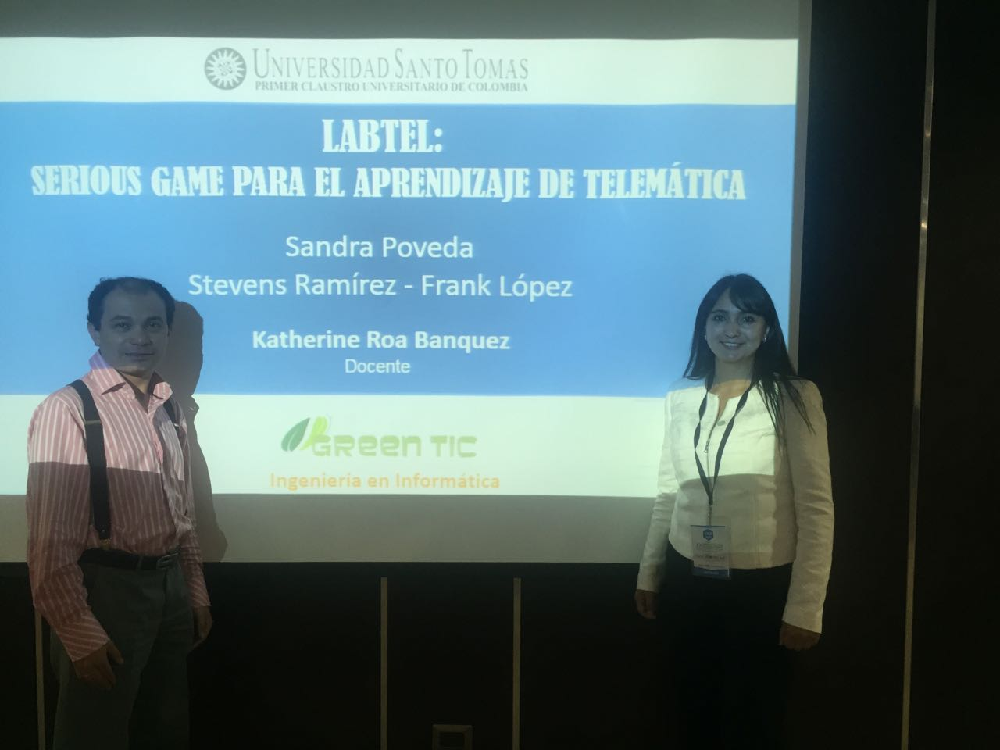 UNIVERSIDAD SANTO TOMAS
PRIMER CLAUSTRO UNIVERSITARIO DE COLOMBIA
LABTEL:
SERIOUS GAME PARA EL APRENDIZAJE DE TELEMÁTICA
Sandra Poveda
Stevens Ramírez - Frank López
Katherine Roa Banquez
Docente
GREEN TIC
Ingeniería en Informática